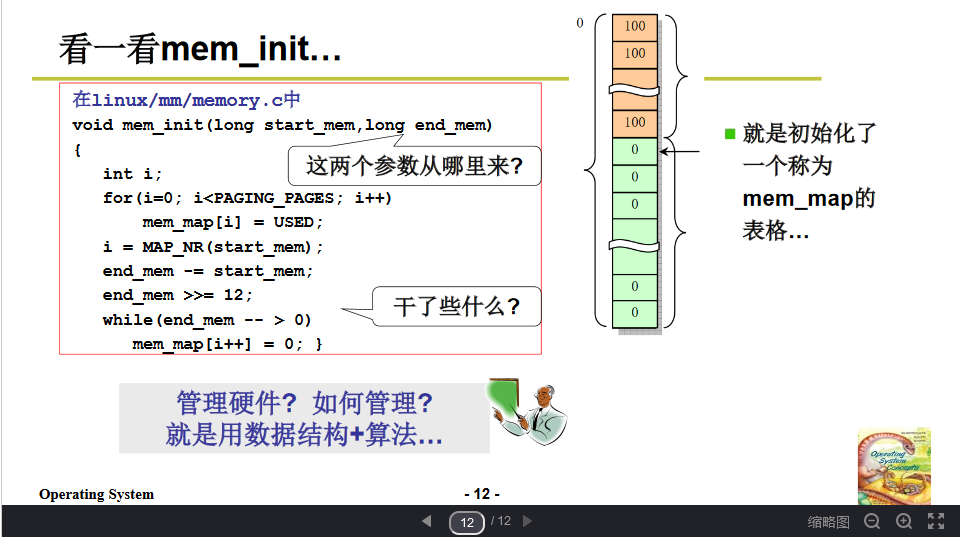 看一看mem_init…
在linux/mm/memory.c中
void mem_init(long start_mem,long end_mem)
{
这两个参数从哪里来?
int i;
for(i=0; i<PAGING_PAGES; i++)
mem_map[i] = USED;
i = MAP_NR(start_mem);
end_mem -= start_mem;
end_mem >>= 12;
干了些什么?
while(end_mem -- > 0)
mem_map[i++] = 0; }
0
100
100
100
0
0
0
0
0
就是初始化了
一个称为
mem_map的
表格…
管理硬件? 如何管理?
就是用数据结构+算法…
Operating
System
Concepts
Operating System
- 12 -
12 / 12
缩略图